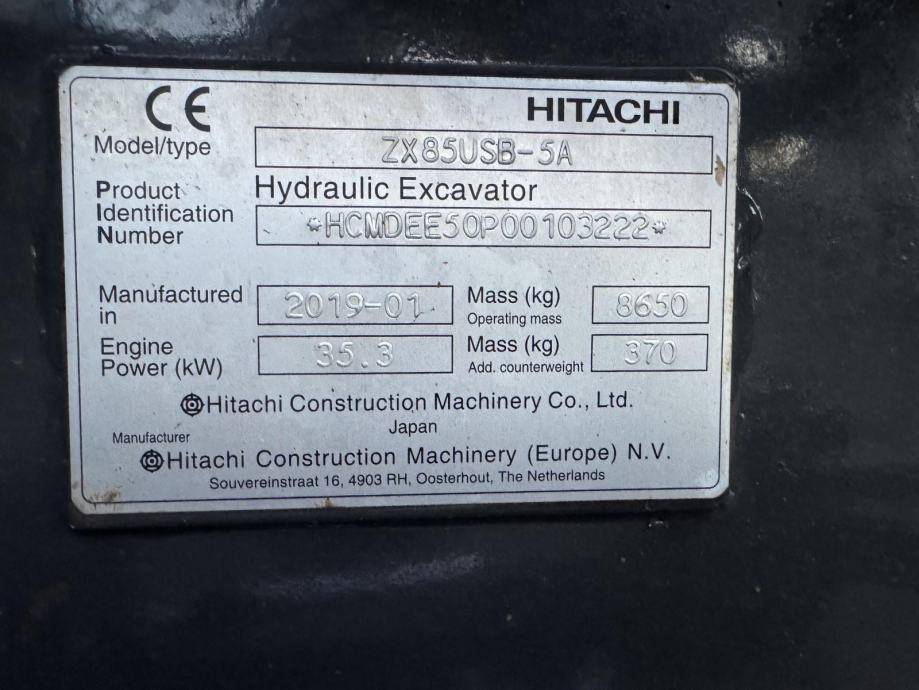 CE HITACHI
Model/type ZX85USB-5A
Product Hydraulic Excavator
Identification
Number *HCMDEE50P00103222*
Manufactured in 2019-01 Mass (kg) Operating mass 8650
Engine Power (kW) 35.3 Mass (kg) Add. counterweight 370
Hitachi Construction Machinery Co., Ltd.
Japan
Manufacturer
Hitachi Construction Machinery (Europe) N.V.
Souvereinstraat 16, 4903 RH, Oosterhout, The Netherlands